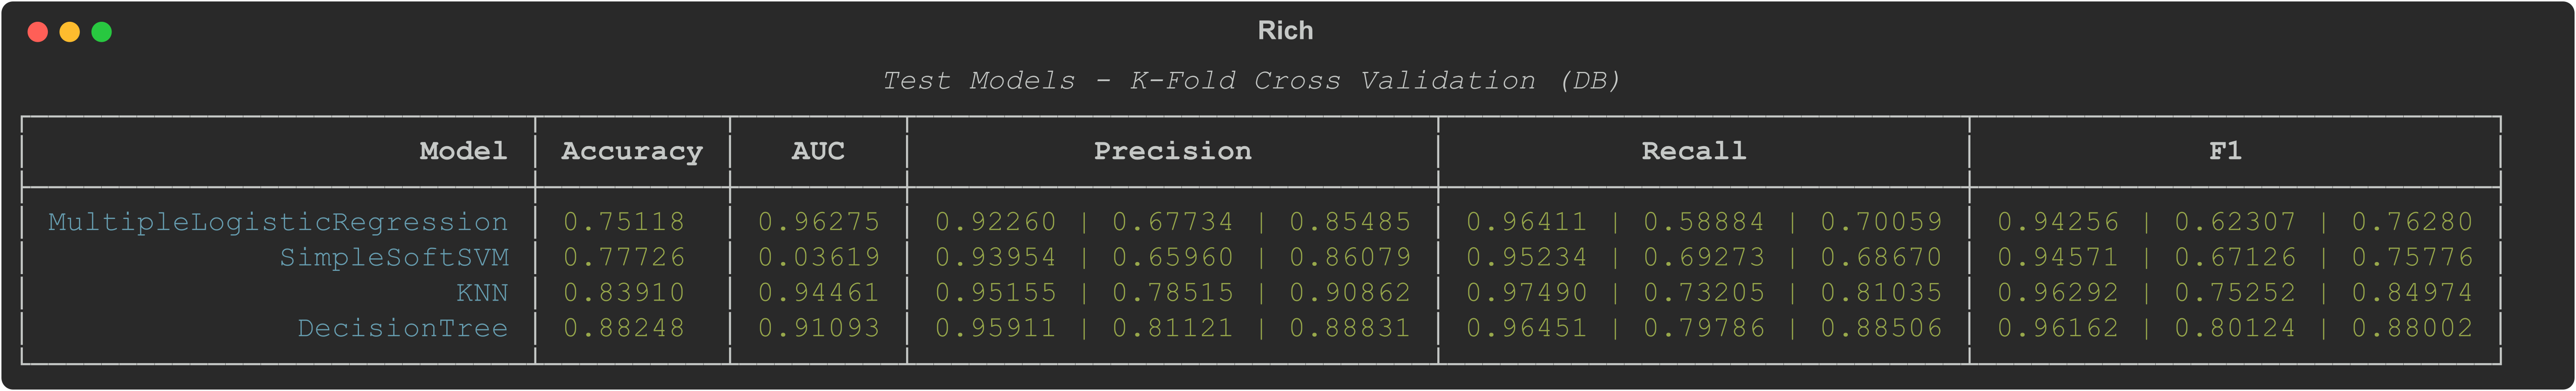 Rich
Test Models - K-Fold Cross Validation (DB)
Model | Accuracy | AUC | Precision | Recall | F1
MultipleLogisticRegression | 0.75118 | 0.96275 | 0.92260 | 0.67734 | 0.85485 | 0.96411 | 0.58884 | 0.70059 | 0.94256 | 0.62307 | 0.76280
SimpleSoftSVM | 0.77726 | 0.03619 | 0.93954 | 0.65960 | 0.86079 | 0.95234 | 0.69273 | 0.68670 | 0.94571 | 0.67126 | 0.75776
KNN | 0.83910 | 0.94461 | 0.95155 | 0.78515 | 0.90862 | 0.97490 | 0.73205 | 0.81035 | 0.96292 | 0.75252 | 0.84974
DecisionTree | 0.88248 | 0.91093 | 0.95911 | 0.81121 | 0.88831 | 0.96451 | 0.79786 | 0.88506 | 0.96162 | 0.80124 | 0.88002